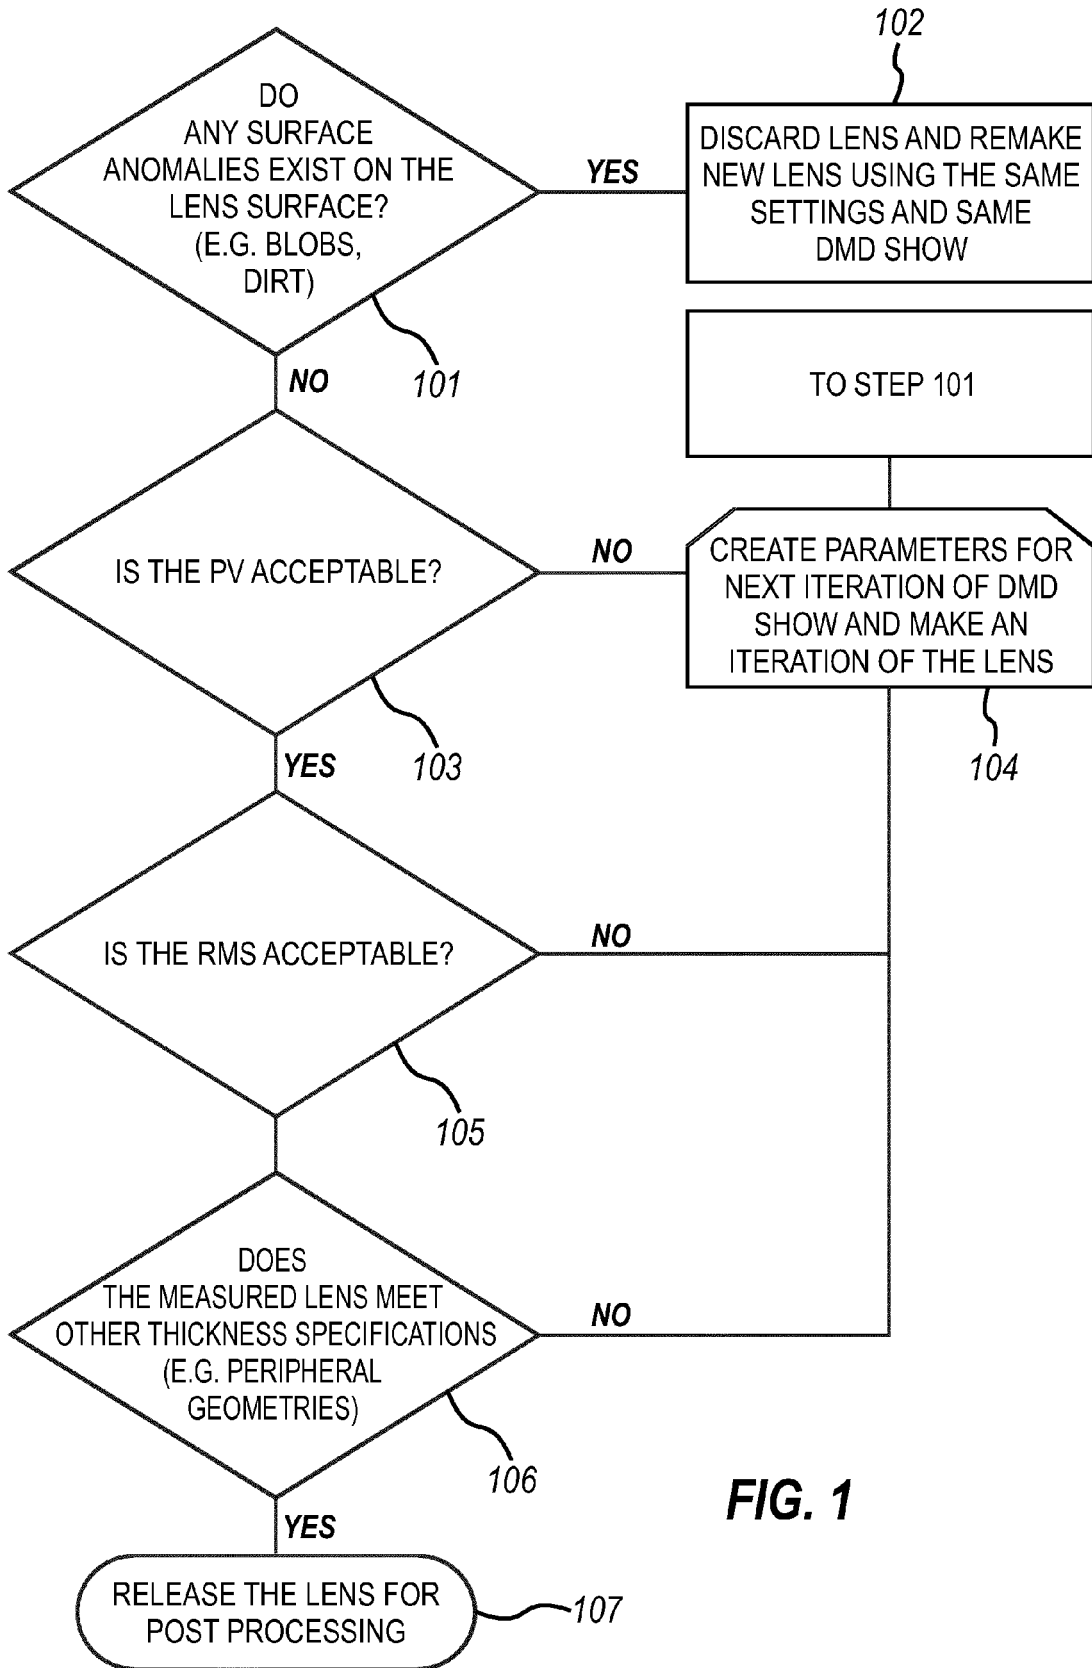 102
DO
ANY SURFACE
ANOMALIES EXIST ON THE
LENS SURFACE?
(E.G. BLOBS,
DIRT)
YES
DISCARD LENS AND REMAKE
NEW LENS USING THE SAME
SETTINGS AND SAME
DMD SHOW
101
NO
TO STEP 101
IS THE PV ACCEPTABLE?
NO
CREATE PARAMETERS FOR
NEXT ITERATION OF DMD
SHOW AND MAKE AN
ITERATION OF THE LENS
103
104
YES
IS THE RMS ACCEPTABLE?
NO
105
DOES
THE MEASURED LENS MEET
OTHER THICKNESS SPECIFICATIONS
(E.G. PERIPHERAL
GEOMETRIES)
NO
106
YES
FIG. 1
RELEASE THE LENS FOR
POST PROCESSING
107